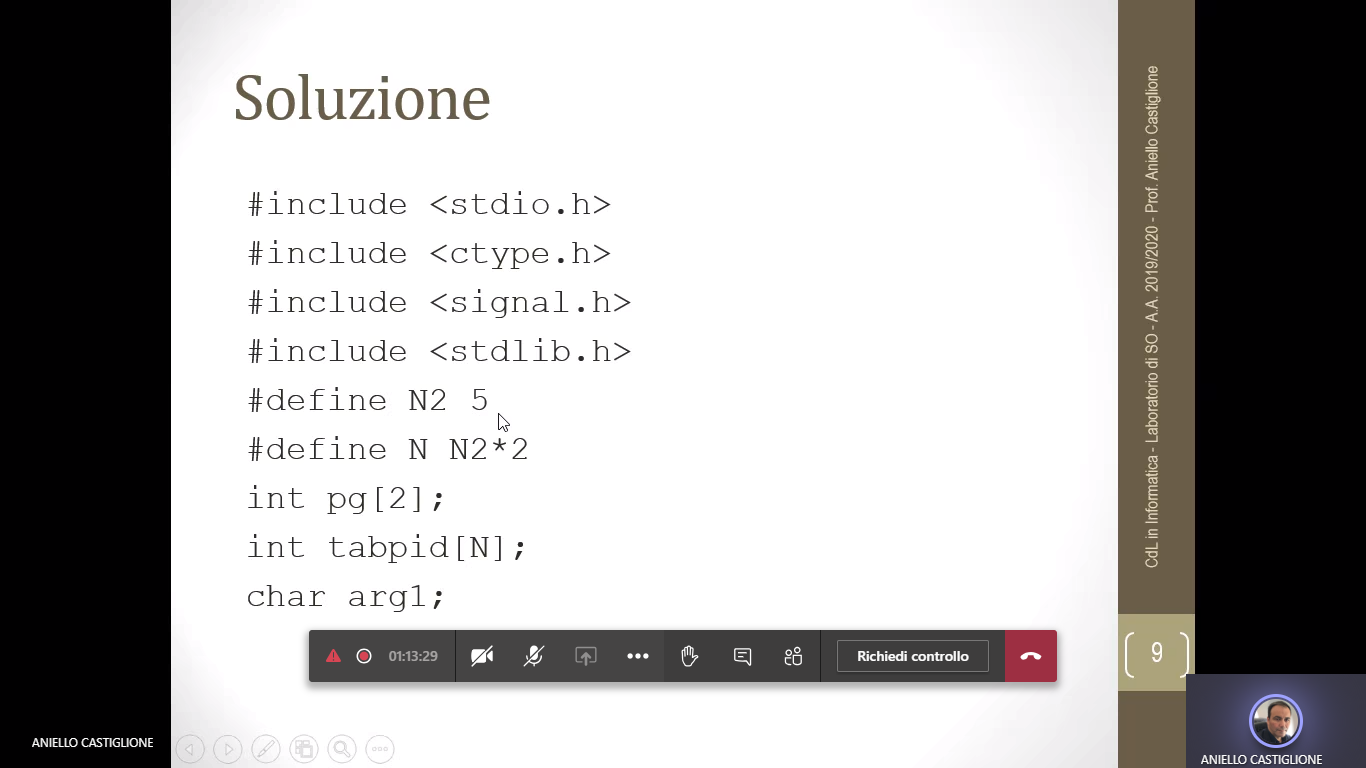 Soluzione
#include <stdio.h>
#include <ctype.h>
#include <signal.h>
#include <stdlib.h>
#define N2 5
#define N N2*2
int pg[2];
int tabpid[N];
char arg1;
CdL in Informatica - Laboratorio di SO - A.A. 2019/2020 - Prof. Aniello Castiglione
9
01:13:29
Richiedi controllo
ANIELLO CASTIGLIONE
ANIELLO CASTIGLIONE